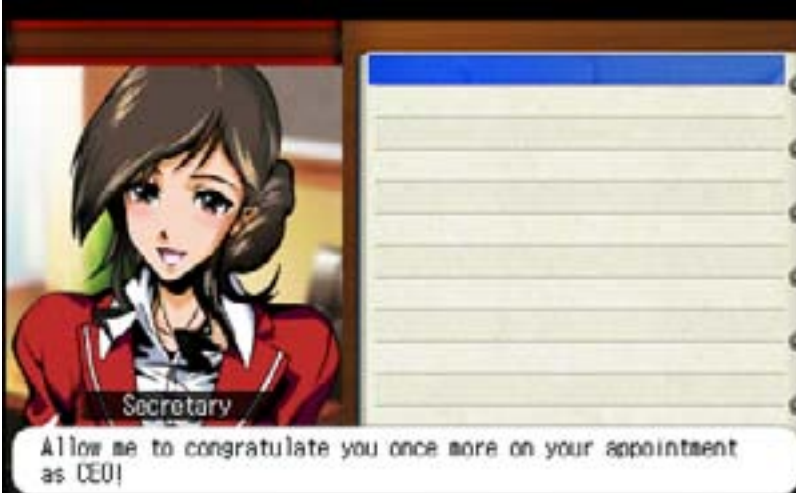 Secretary
Allow me to congratulate you once more on your appointment
as CEO!